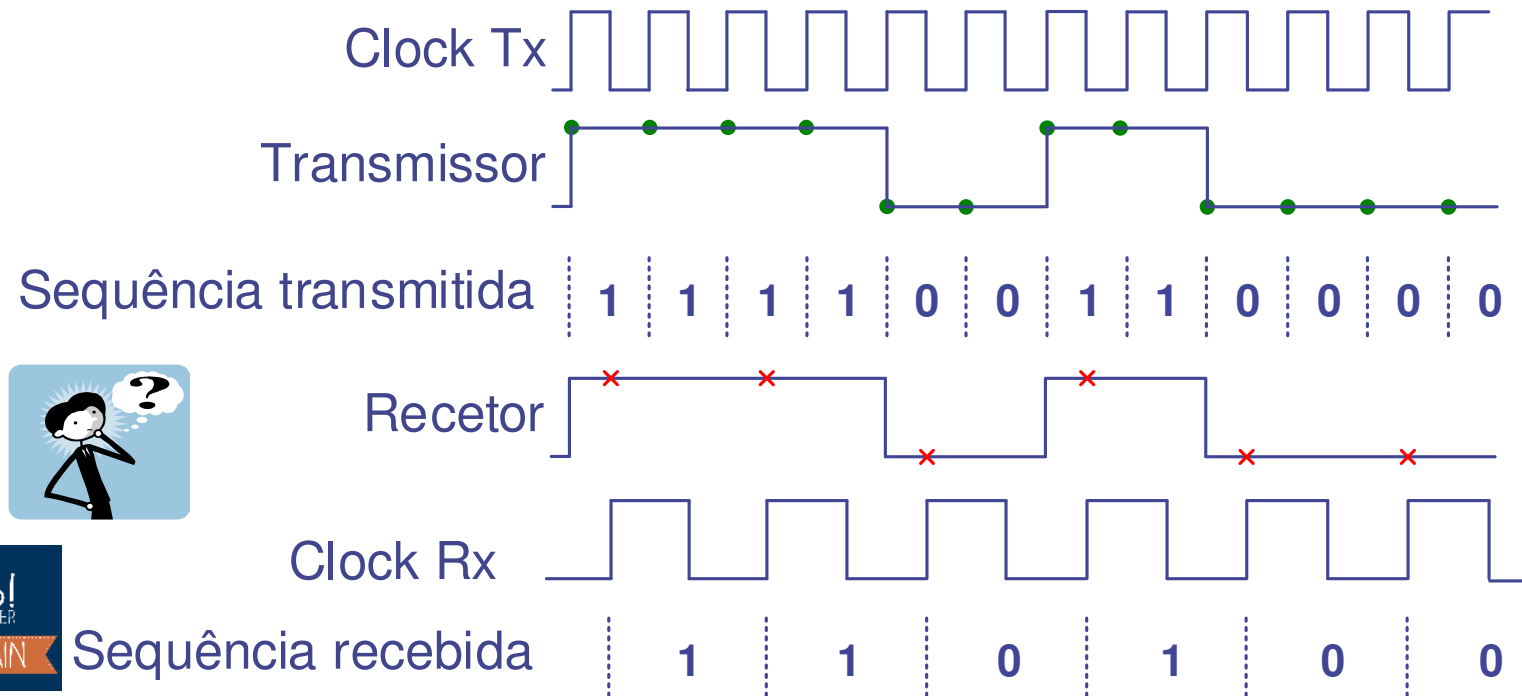 Clock Tx
Transmissor
Sequência transmitida 1 1 1 1 0 0 1 1 0 0 0 0
?
Recetor
Clock Rx
Sequência recebida 1 1 0 1 0 0